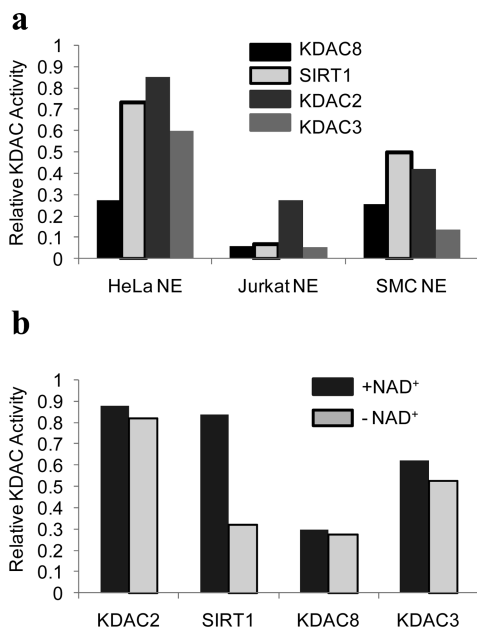 a
Relative KDAC Activity
1
0.9
0.8
0.7
0.6
0.5
0.4
0.3
0.2
0.1
0
KDAC8
SIRT1
KDAC2
KDAC3
HeLa NE
Jurkat NE
SMC NE
b
Relative KDAC Activity
1
0.9
0.8
0.7
0.6
0.5
0.4
0.3
0.2
0.1
0
+NAD⁺
- NAD⁺
KDAC2
SIRT1
KDAC8
KDAC3